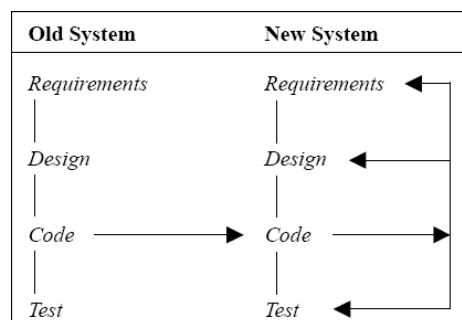 Old System New System
Requirements Requirements
Design Design
Code Code
Test Test